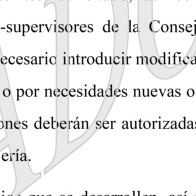 -supervisores de la Consej
ecesario introducir modifica
o por necesidades nuevas o
ones deberán ser autorizadas
ería.